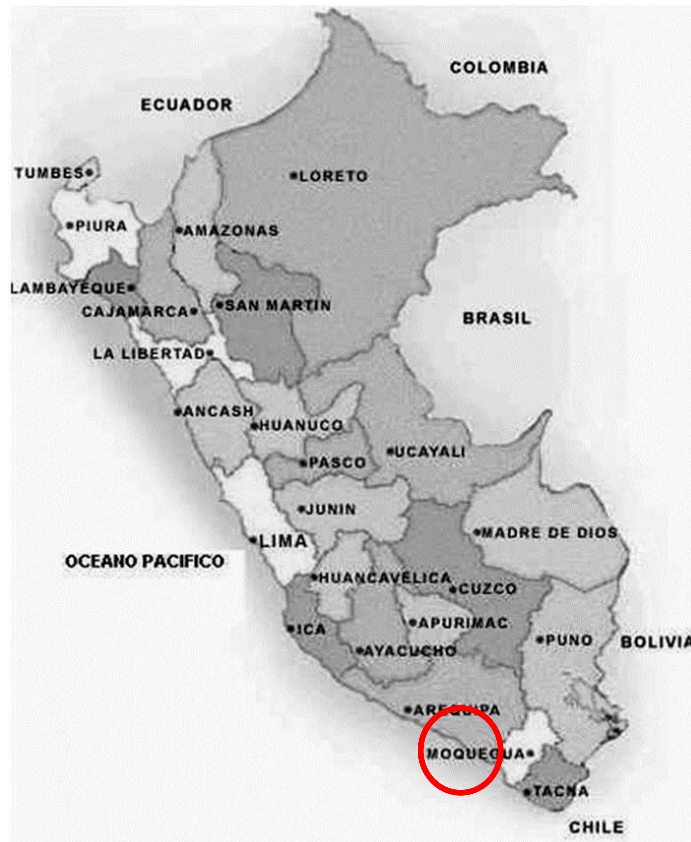 COLOMBIA
ECUADOR
TUMBES
LORETO
PIURA
AMAZONAS
LAMBAYEQUE
SAN MARTIN
CAJAMARCA
BRASIL
LA LIBERTAD
ANCASH
HUANUCO
UCAYALI
PASCO
JUNIN
MADRE DE DIOS
LIMA
OCEANO PACIFICO
HUANCAVELICA
CUZCO
ICA
APURIMAC
PUNO
BOLIVIA
AYACUCHO
AREQUIPA
MOQUEGUA
TACNA
CHILE